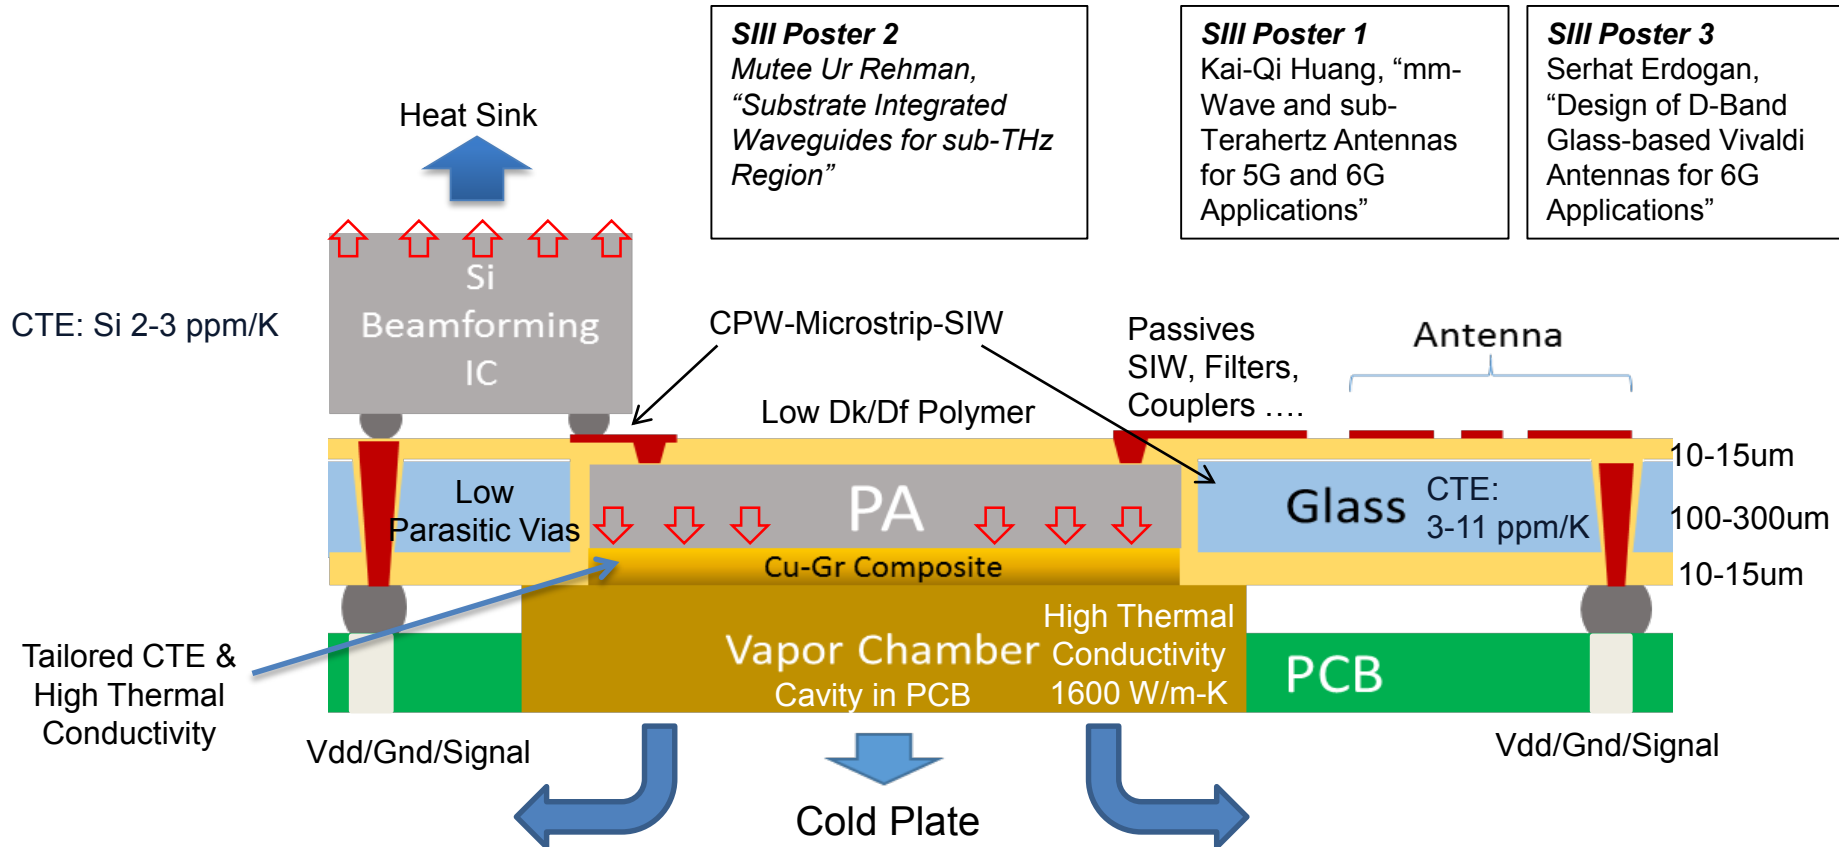 SIII Poster 2
Mutee Ur Rehman,
“Substrate Integrated
Waveguides for sub-THz
Region”
SIII Poster 1
Kai-Qi Huang, “mm-
Wave and sub-
Terahertz Antennas
for 5G and 6G
Applications”
SIII Poster 3
Serhat Erdogan,
“Design of D-Band
Glass-based Vivaldi
Antennas for 6G
Applications”
Heat Sink
Si
Beamforming
IC
CTE: Si 2-3 ppm/K
CPW-Microstrip-SIW
Passives
SIW, Filters,
Couplers ….
Antenna
Low Dk/Df Polymer
10-15um
Low
Parasitic Vias
PA
Glass
CTE:
3-11 ppm/K
100-300um
Cu-Gr Composite
10-15um
Tailored CTE &
High Thermal
Conductivity
Vapor Chamber
Cavity in PCB
High Thermal
Conductivity
1600 W/m-K
PCB
Vdd/Gnd/Signal
Vdd/Gnd/Signal
Cold Plate